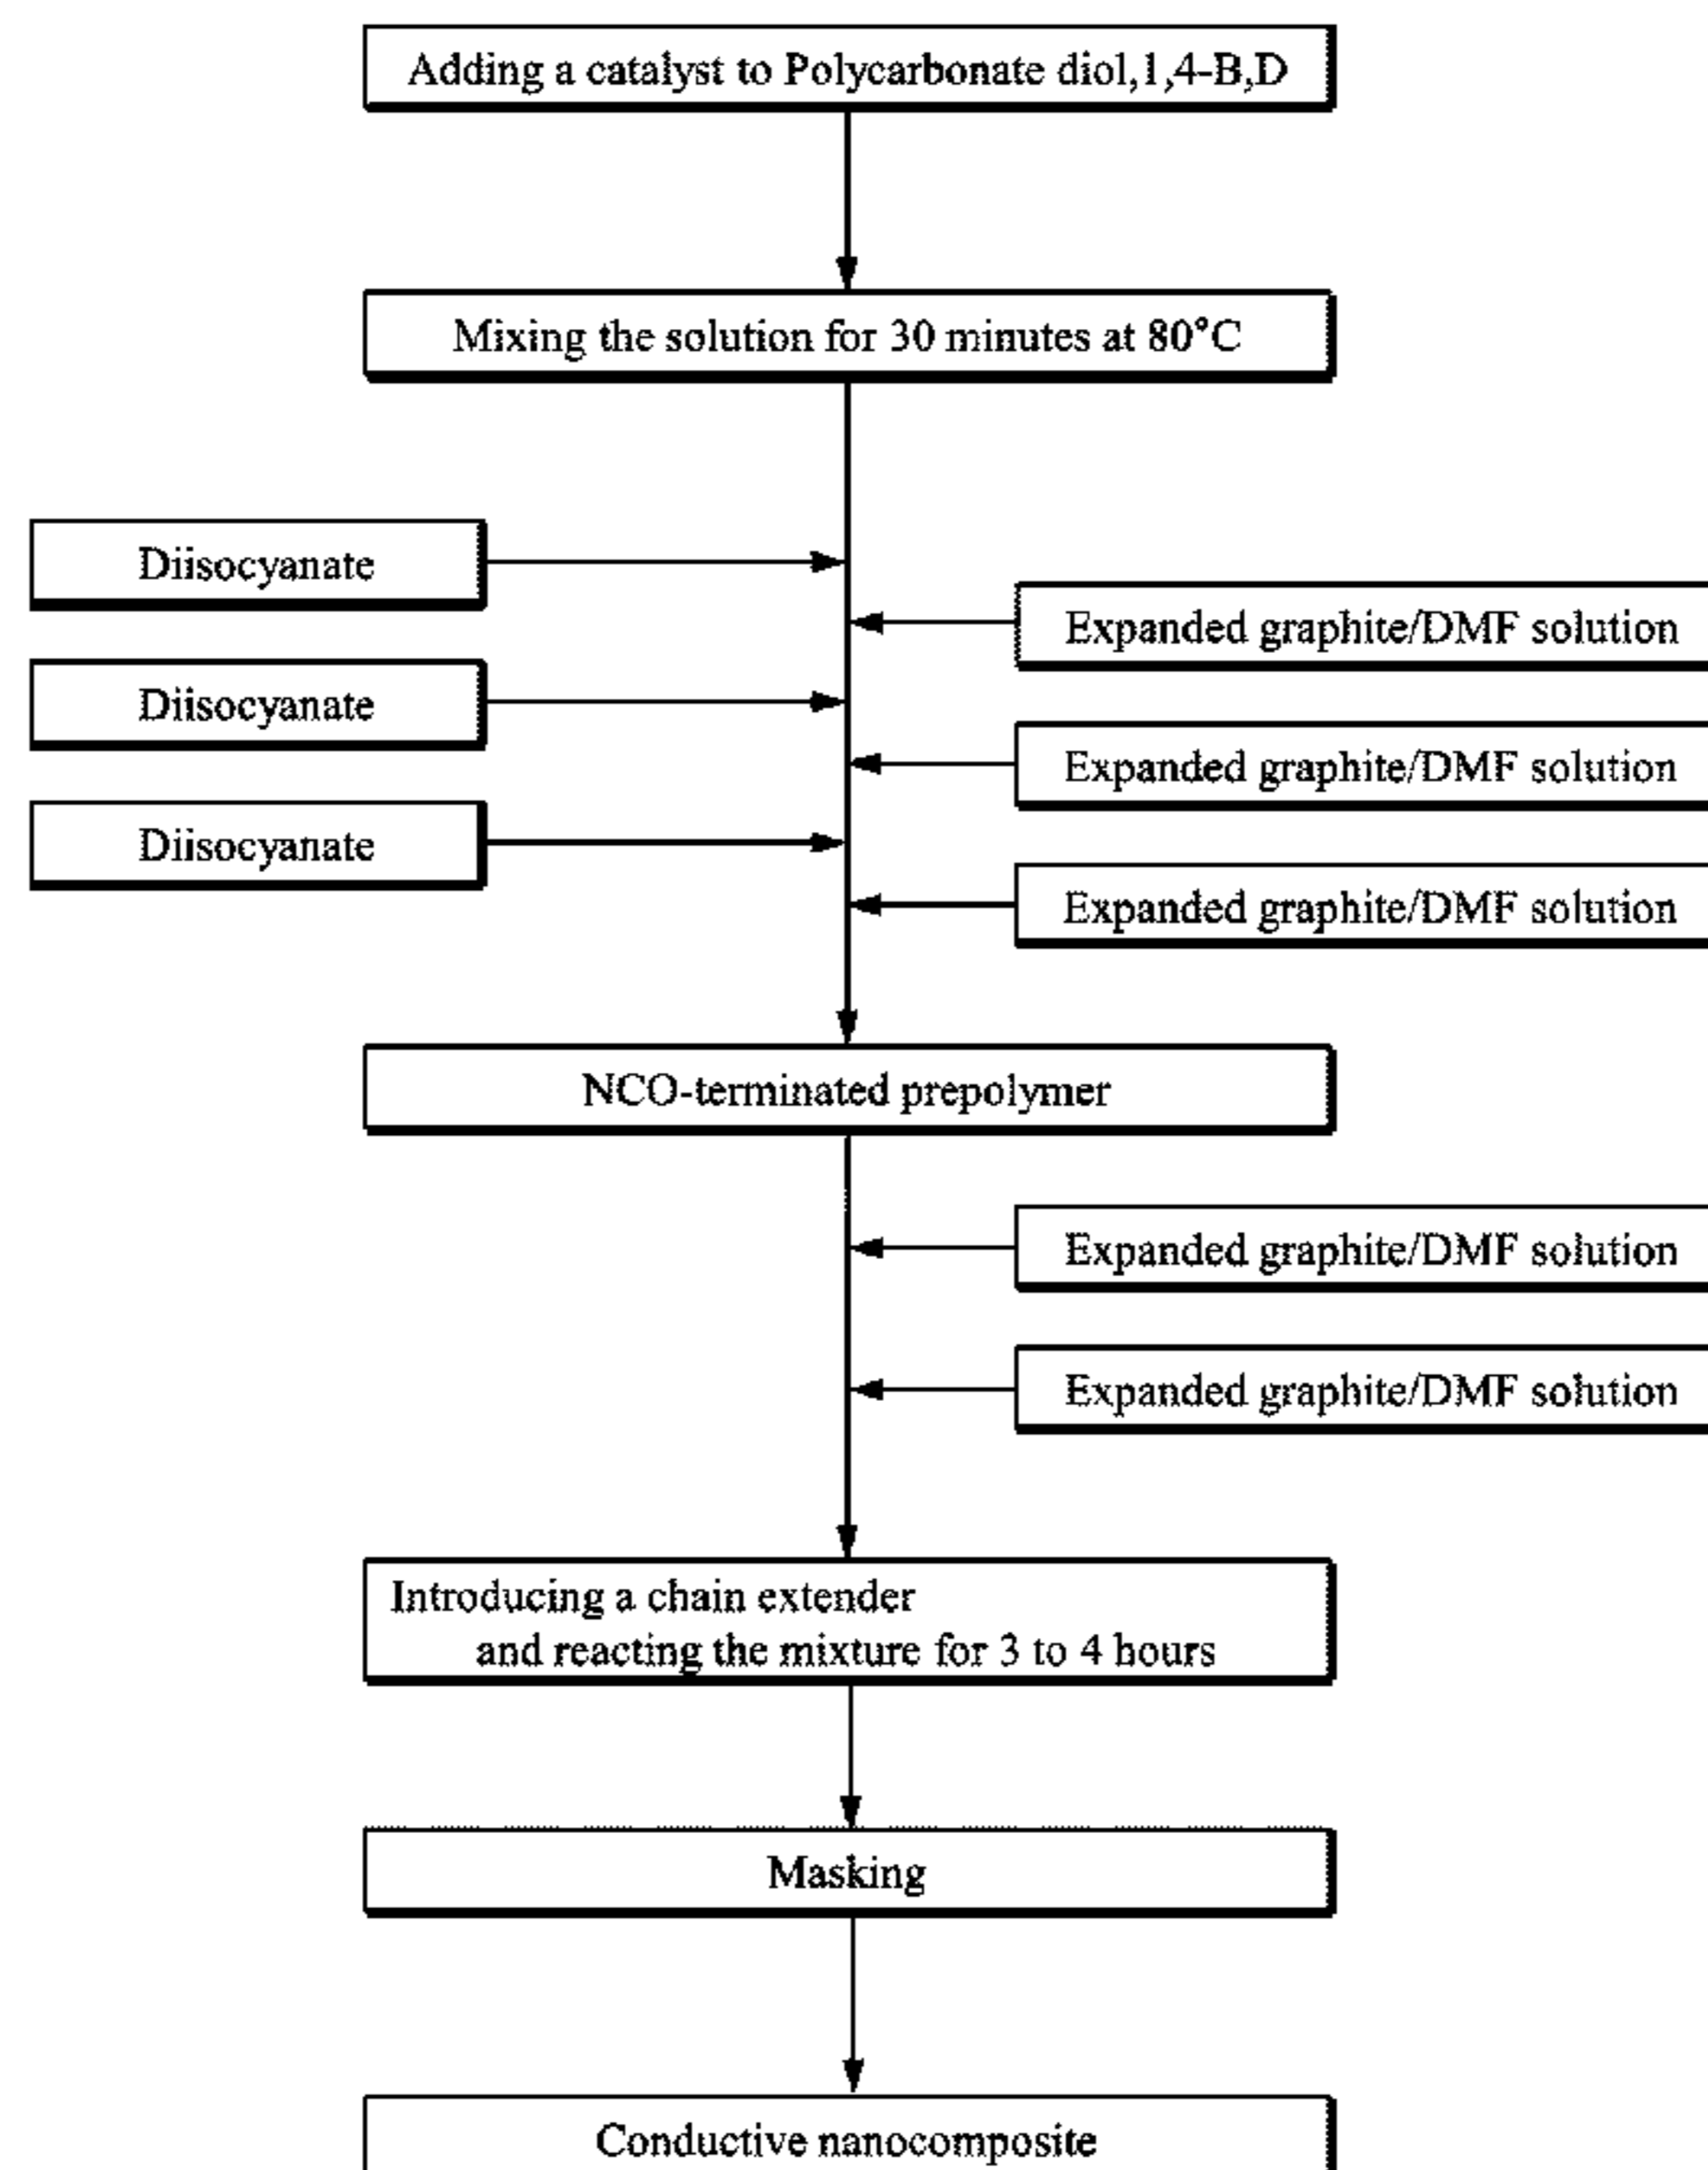 Adding a catalyst to Polycarbonate diol,1,4-B,D
Mixing the solution for 30 minutes at 80°C
Diisocyanate
Expanded graphite/DMF solution
Diisocyanate
Expanded graphite/DMF solution
Diisocyanate
Expanded graphite/DMF solution
NCO-terminated prepolymer
Expanded graphite/DMF solution
Expanded graphite/DMF solution
Introducing a chain extender
and reacting the mixture for 3 to 4 hours
Masking
Conductive nanocomposite